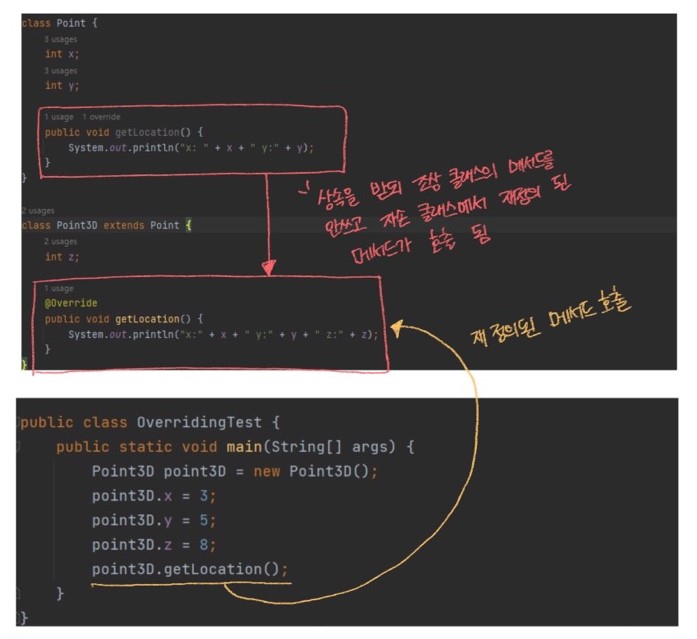 class Point {
3 usages
int x;
3 usages
int y;
1 usage 1 override
public void getLocation() {
System.out.println("x: " + x + " y:" + y);
}
}
↳ 상속을 받되 조상 클래스의 메서드를
안쓰고 자손 클래스에서 재정의 된
메서드가 호출 됨
2 usages
class Point3D extends Point {
2 usages
int z;
1 usage
@Override
public void getLocation() {
System.out.println("x:" + x + " y:" + y + " z:" + z);
}
}
재 정의된 메서드 호출
public class OverridingTest {
public static void main(String[] args) {
Point3D point3D = new Point3D();
point3D.x = 3;
point3D.y = 5;
point3D.z = 8;
point3D.getLocation();
}
}